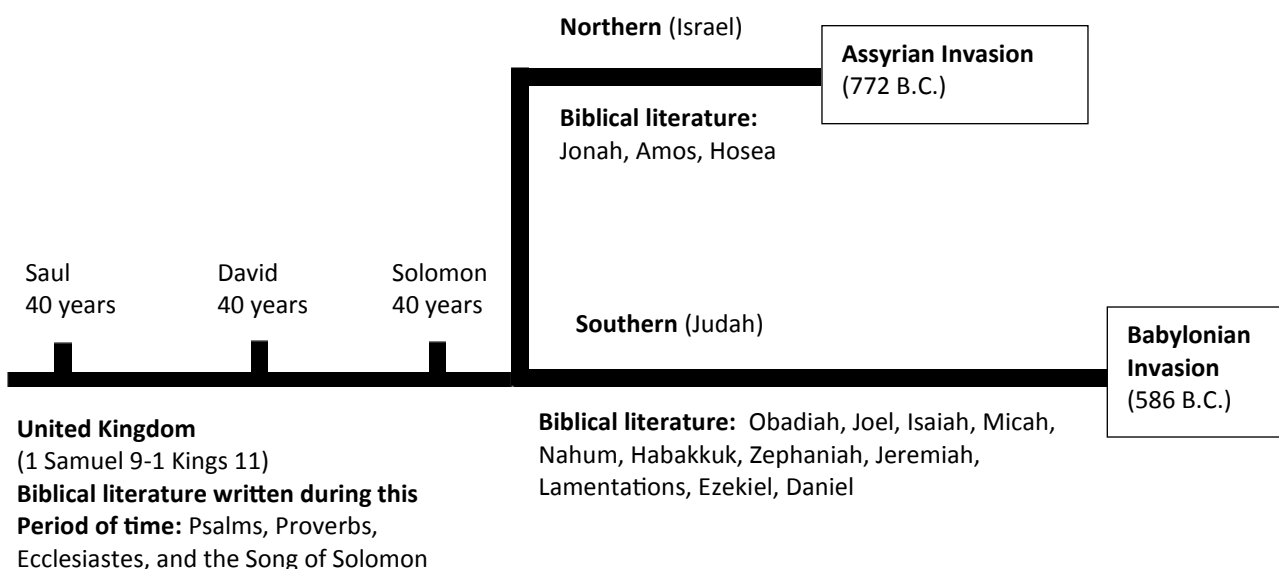 Northern (Israel)
Assyrian Invasion
(772 B.C.)
Biblical literature:
Jonah, Amos, Hosea
Saul
40 years
David
40 years
Solomon
40 years
Southern (Judah)
Babylonian
Invasion
(586 B.C.)
United Kingdom
(1 Samuel 9-1 Kings 11)
Biblical literature written during this
Period of time: Psalms, Proverbs,
Ecclesiastes, and the Song of Solomon
Biblical literature: Obadiah, Joel, Isaiah, Micah,
Nahum, Habakkuk, Zephaniah, Jeremiah,
Lamentations, Ezekiel, Daniel